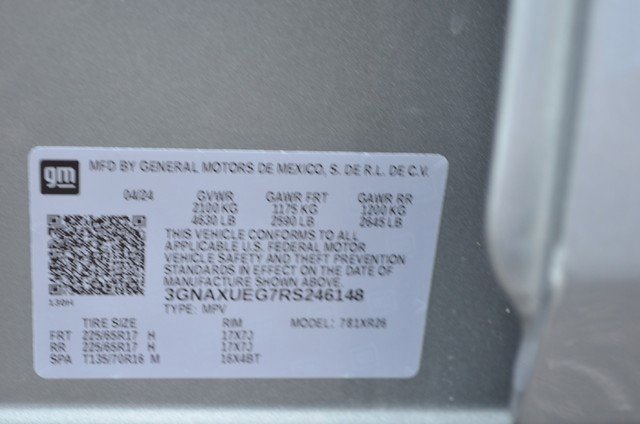 gm
MFD BY GENERAL MOTORS DE MEXICO, S. DE R.L. DE C.V.
04/24 GVWR GAWR FRT GAWR RR
2100 KG 1175 KG 1200 KG
4630 LB 2590 LB 2645 LB
THIS VEHICLE CONFORMS TO ALL
APPLICABLE U.S. FEDERAL MOTOR
VEHICLE SAFETY AND THEFT PREVENTION
STANDARDS IN EFFECT ON THE DATE OF
MANUFACTURE SHOWN ABOVE.
3GNAXUEG7RS246148
TYPE: MPV MODEL: 781XR26
TIRE SIZE RIM
FRT 225/65R17 H 17X7J
RR 225/65R17 H 17X7J
SPA T135/70R16 M 16X4BT